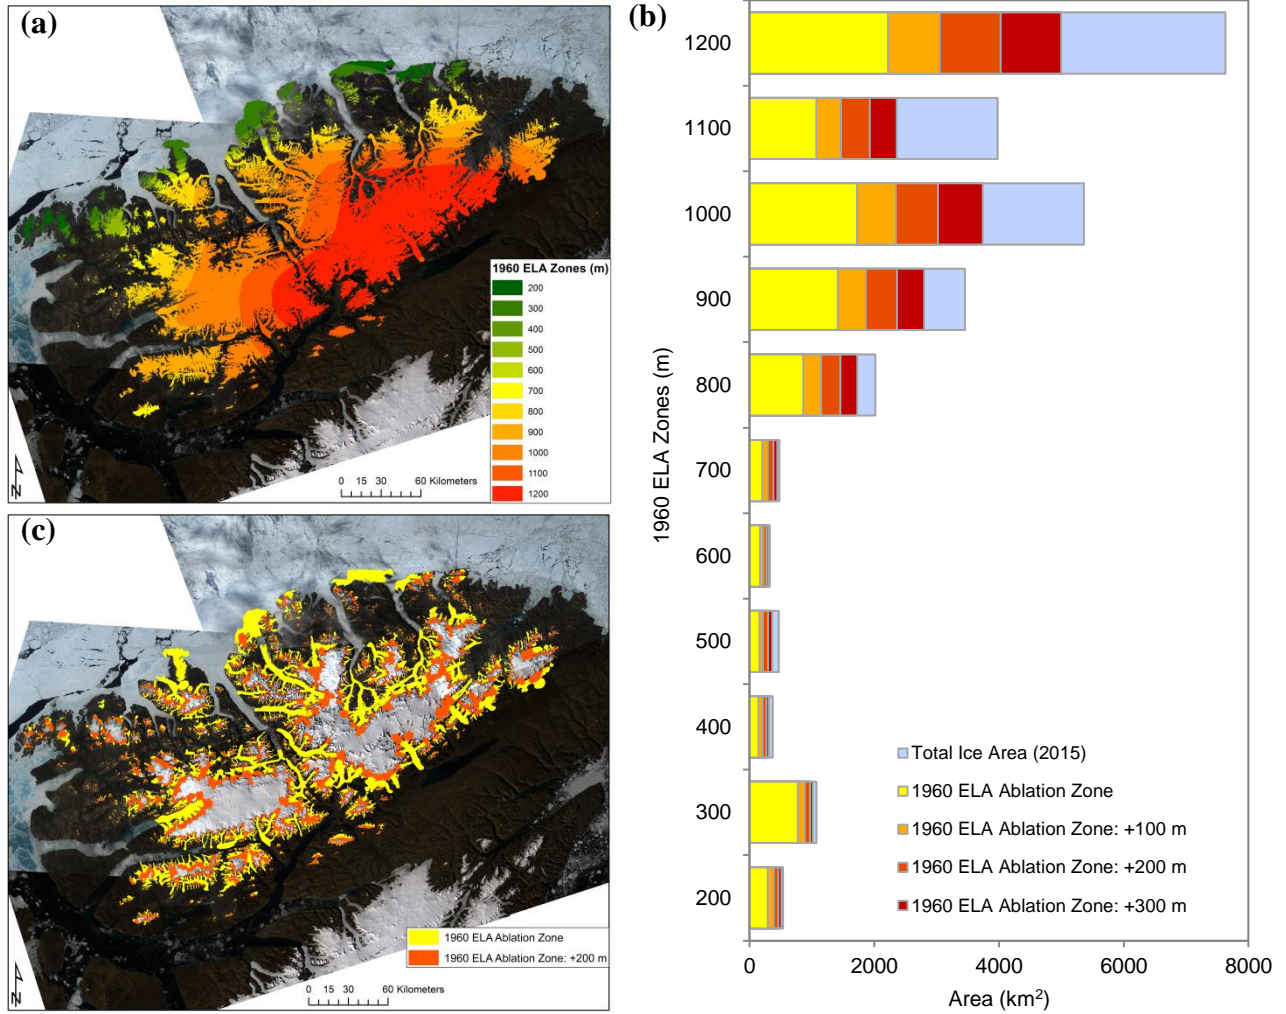 (a)
1960 ELA Zones (m)
200
300
400
500
600
700
800
900
1000
1100
1200
0 15 30 60 Kilometers
N
(b)
1200
1100
1000
900
800
700
600
500
400
300
200
1960 ELA Zones (m)
Total Ice Area (2015)
1960 ELA Ablation Zone
1960 ELA Ablation Zone: +100 m
1960 ELA Ablation Zone: +200 m
1960 ELA Ablation Zone: +300 m
0 2000 4000 6000 8000
Area (km²)
(c)
1960 ELA Ablation Zone
1960 ELA Ablation Zone: +200 m
0 15 30 60 Kilometers
N